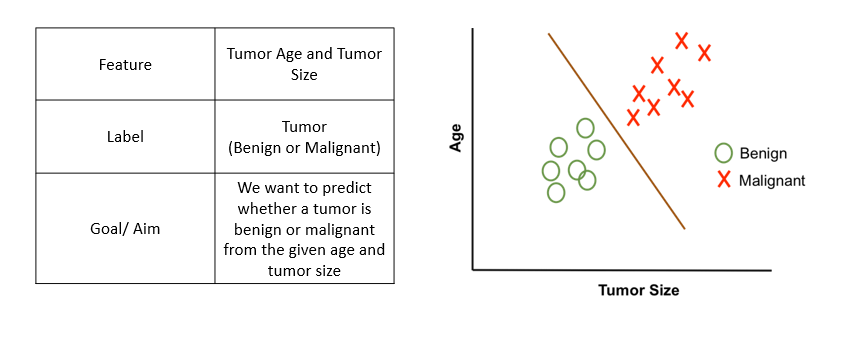 Feature
Tumor Age and Tumor
Size
Label
Tumor
(Benign or Malignant)
Goal/ Aim
We want to predict
whether a tumor is
benign or malignant
from the given age and
tumor size
Age
Benign
Malignant
Tumor Size